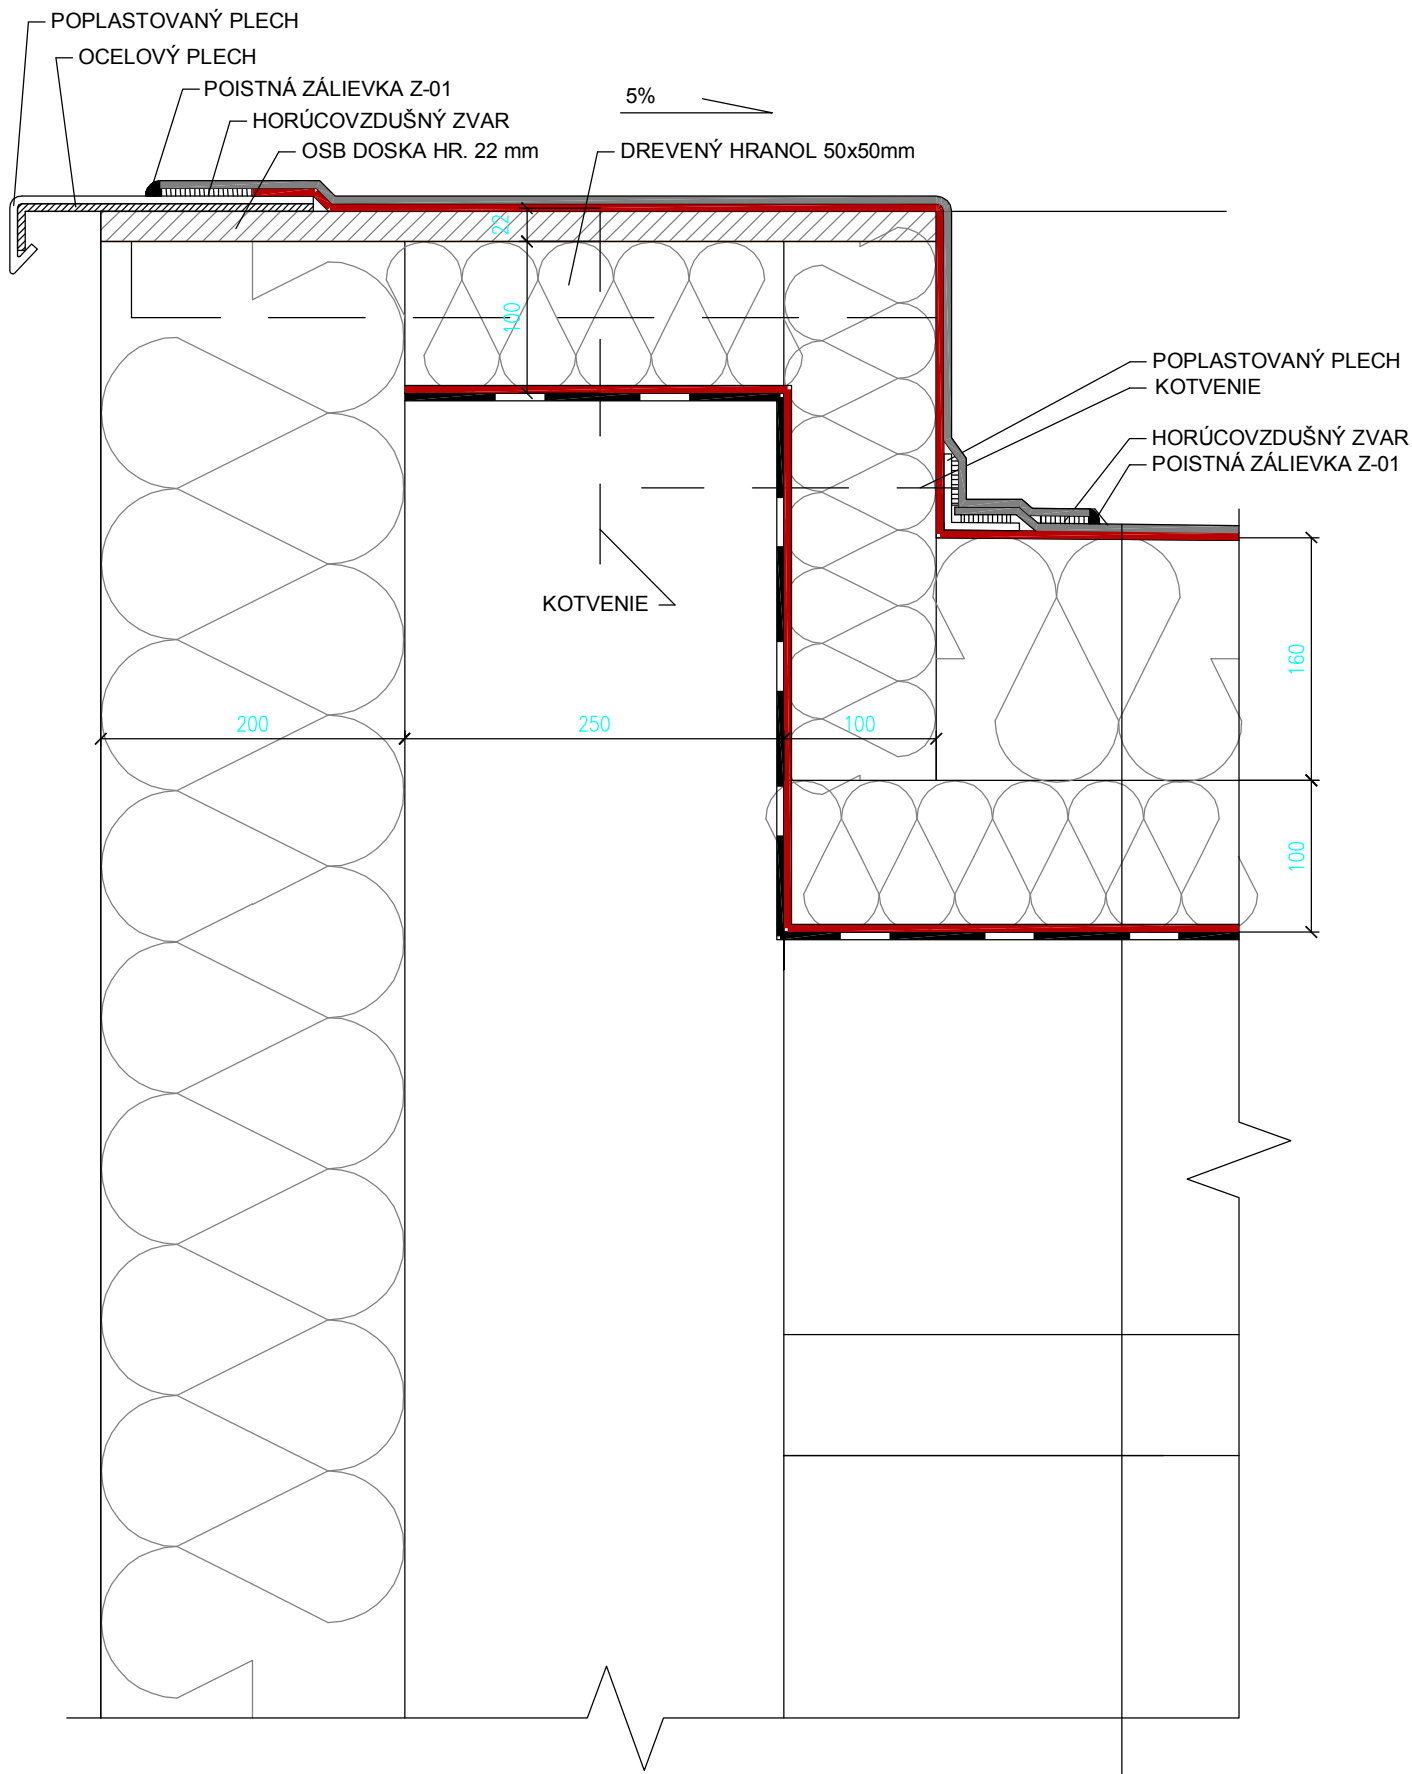 POPLASTOVANÝ PLECH
OCELOVÝ PLECH
POISTNÁ ZÁLIEVKA Z-01
HORÚCOVZDUŠNÝ ZVAR
OSB DOSKA HR. 22 mm
5%
DREVENÝ HRANOL 50x50mm
22
100
POPLASTOVANÝ PLECH
KOTVENIE
HORÚCOVZDUŠNÝ ZVAR
POISTNÁ ZÁLIEVKA Z-01
KOTVENIE
160
200
250
100
100